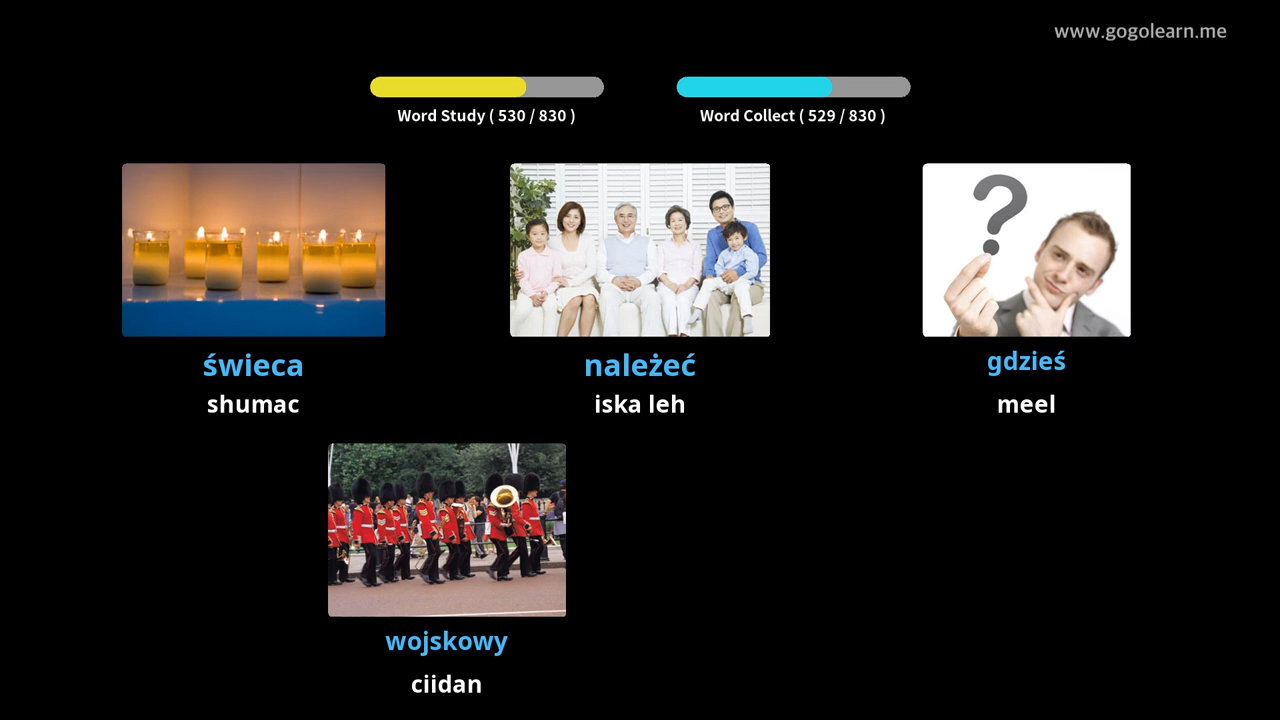 www.gogolearn.me
Word Study ( 530 / 830 )
Word Collect ( 529 / 830 )
świeca
shumac
należeć
iska leh
gdzieś
meel
wojskowy
ciidan